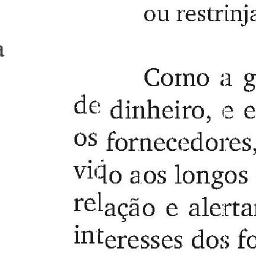 ou restrinja
a
Como a g
de dinheiro, e e
os fornecedores,
vido aos longos
relação e alertar
interesses dos fo